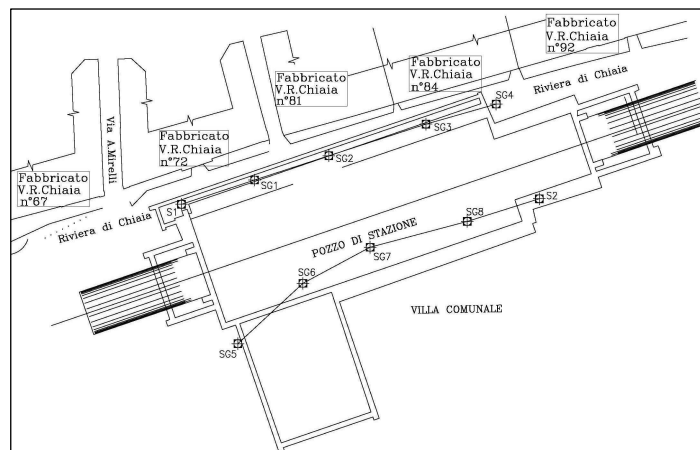 Fabbricato
V.R.Chiaia
n°92
Fabbricato
V.R.Chiaia
n°84
Fabbricato
V.R.Chiaia
n°81
Riviera di Chiaia
SG4
SG3
Via A.Mirelli
Fabbricato
V.R.Chiaia
n°72
SG2
Fabbricato
V.R.Chiaia
n°67
SG1
S1
S2
Riviera di Chiaia
SG8
POZZO DI STAZIONE
SG7
SG6
VILLA COMUNALE
SG5